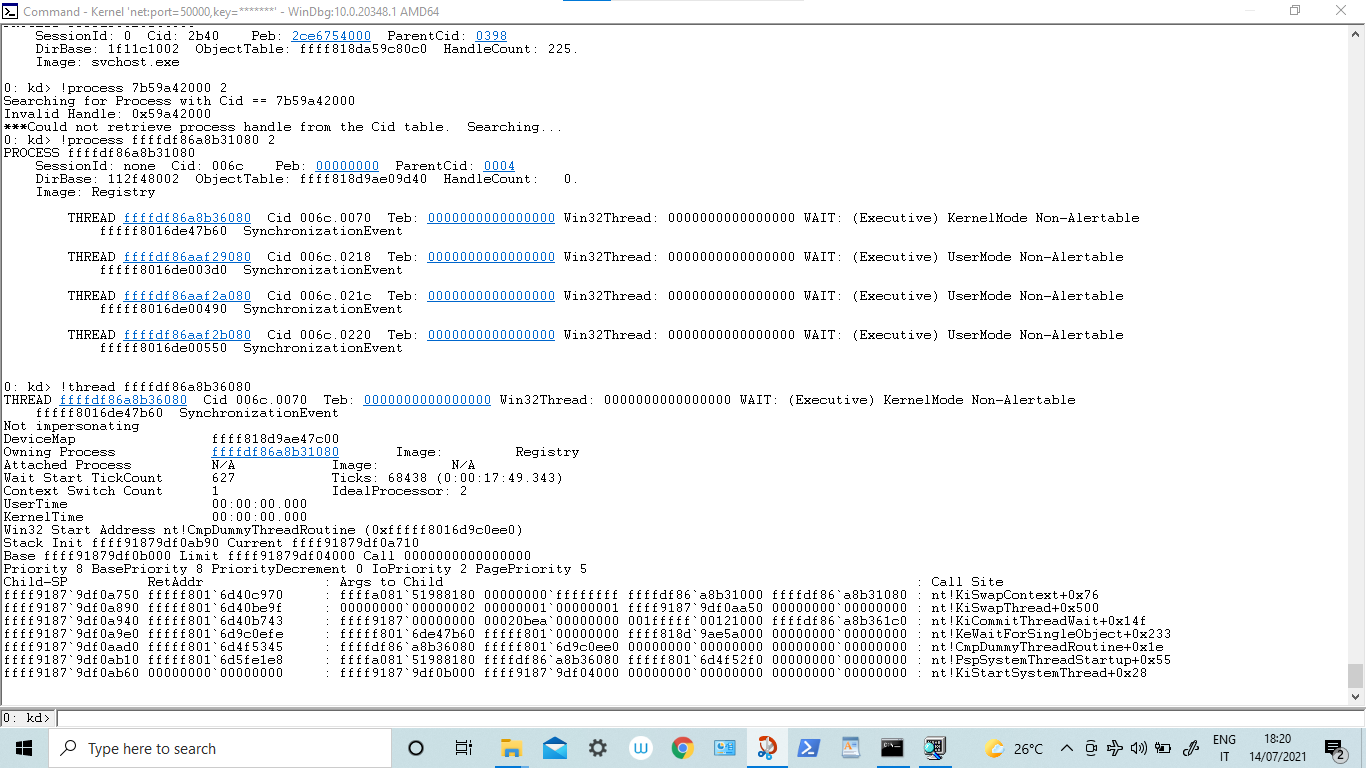 Command - Kernel 'net:port=50000,key=*******' - WinDbg:10.0.20348.1 AMD64
SessionId: 0  Cid: 2b40    Peb: 2ce6754000  ParentCid: 0398
DirBase: 1f11c1002  ObjectTable: ffff818da59c80c0  HandleCount: 225.
Image: svchost.exe
0: kd> !process 7b59a42000 2
Searching for Process with Cid == 7b59a42000
Invalid Handle: 0x59a42000
***Could not retrieve process handle from the Cid table.  Searching...
0: kd> !process ffffdf86a8b31080 2
PROCESS ffffdf86a8b31080
SessionId: none  Cid: 006c    Peb: 00000000  ParentCid: 0004
DirBase: 112f48002  ObjectTable: ffff818d9ae09d40  HandleCount:   0.
Image: Registry
THREAD ffffdf86a8b36080  Cid 006c.0070  Teb: 0000000000000000 Win32Thread: 0000000000000000 WAIT: (Executive) KernelMode Non-Alertable
fffff8016de47b60  SynchronizationEvent
THREAD ffffdf86aaf29080  Cid 006c.0218  Teb: 0000000000000000 Win32Thread: 0000000000000000 WAIT: (Executive) UserMode Non-Alertable
fffff8016de003d0  SynchronizationEvent
THREAD ffffdf86aaf2a080  Cid 006c.021c  Teb: 0000000000000000 Win32Thread: 0000000000000000 WAIT: (Executive) UserMode Non-Alertable
fffff8016de00490  SynchronizationEvent
THREAD ffffdf86aaf2b080  Cid 006c.0220  Teb: 0000000000000000 Win32Thread: 0000000000000000 WAIT: (Executive) UserMode Non-Alertable
fffff8016de00550  SynchronizationEvent
0: kd> !thread ffffdf86a8b36080
THREAD ffffdf86a8b36080  Cid 006c.0070  Teb: 0000000000000000 Win32Thread: 0000000000000000 WAIT: (Executive) KernelMode Non-Alertable
fffff8016de47b60  SynchronizationEvent
Not impersonating
DeviceMap                 ffff818d9ae47c00
Owning Process            ffffdf86a8b31080       Image:         Registry
Attached Process          N/A            Image:         N/A
Wait Start TickCount      627            Ticks: 68438 (0:00:17:49.343)
Context Switch Count      1              IdealProcessor: 2
UserTime                  00:00:00.000
KernelTime                00:00:00.000
Win32 Start Address nt!CmpDummyThreadRoutine (0xfffff8016d9c0ee0)
Stack Init ffff91879df0ab90 Current ffff91879df0a710
Base ffff91879df0b000 Limit ffff91879df04000 Call 0000000000000000
Priority 8 BasePriority 8 PriorityDecrement 0 IoPriority 2 PagePriority 5
Child-SP          RetAddr               : Args to Child                                                           : Call Site
ffff9187`9df0a750 fffff801`6d40c970     : ffffa081`51988180 00000000`ffffffff ffffdf86`a8b31000 ffffdf86`a8b31080 : nt!KiSwapContext+0x76
ffff9187`9df0a890 fffff801`6d40be9f     : 00000000`00000002 00000001`00000001 ffff9187`9df0aa50 00000000`00000000 : nt!KiSwapThread+0x500
ffff9187`9df0a940 fffff801`6d40b743     : ffff9187`00000000 00020bea`00000000 001fffff`00121000 ffffdf86`a8b361c0 : nt!KiCommitThreadWait+0x14f
ffff9187`9df0a9e0 fffff801`6d9c0efe     : fffff801`6de47b60 fffff801`00000000 ffff818d`9ae5a000 00000000`00000000 : nt!KeWaitForSingleObject+0x233
ffff9187`9df0aad0 fffff801`6d4f5345     : ffffdf86`a8b36080 fffff801`6d9c0ee0 00000000`00000000 00000000`00000000 : nt!CmpDummyThreadRoutine+0x1e
ffff9187`9df0ab10 fffff801`6d5fe1e8     : ffffa081`51988180 ffffdf86`a8b36080 fffff801`6d4f52f0 00000000`00000000 : nt!PspSystemThreadStartup+0x55
ffff9187`9df0ab60 00000000`00000000     : ffff9187`9df0b000 ffff9187`9df04000 00000000`00000000 00000000`00000000 : nt!KiStartSystemThread+0x28
0: kd>
Type here to search
26°C
ENG
IT
18:20
14/07/2021
2